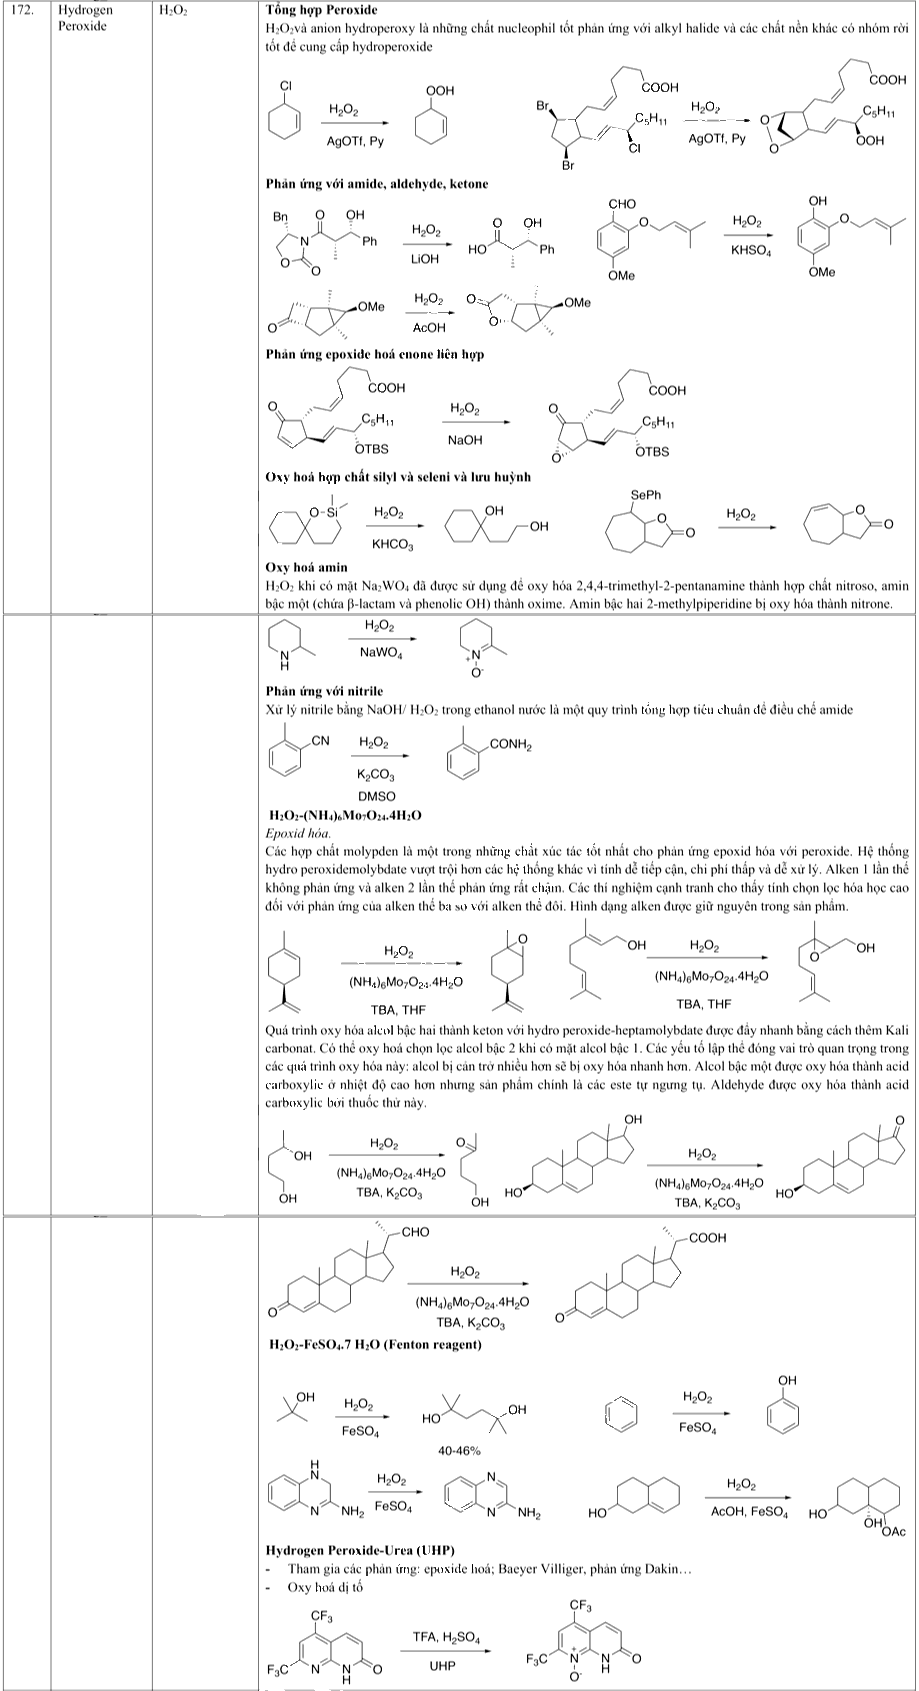 172.
Hydrogen
Peroxide
H₂O₂
Tổng hợp Peroxide
H₂O₂và anion hydroperoxy là những chất nucleophil tốt phản ứng với alkyl halide và các chất nền khác có nhóm rời
tốt để cung cấp hydroperoxide
Cl
H₂O₂
AgOTf, Py
OOH
Br
Br
COOH
C₅H₁₁
Cl
H₂O₂
AgOTf, Py
O
O
COOH
C₅H₁₁
OOH
Phản ứng với amide, aldehyde, ketone
Bn
O
OH
N
Ph
O
O
H₂O₂
LiOH
O
OH
HO
Ph
CHO
O
OMe
H₂O₂
KHSO₄
OH
O
OMe
O
OMe
H₂O₂
AcOH
O
O
OMe
Phản ứng epoxide hoá enone liên hợp
O
COOH
C₅H₁₁
OTBS
H₂O₂
NaOH
O
O
COOH
C₅H₁₁
OTBS
Oxy hoá hợp chất silyl và seleni và lưu huỳnh
O-Si
H₂O₂
KHCO₃
OH
OH
SePh
O
O
H₂O₂
O
O
Oxy hoá amin
H₂O₂ khi có mặt Na₂WO₄ đã được sử dụng để oxy hóa 2,4,4-trimethyl-2-pentanamine thành hợp chất nitroso, amin
bậc một (chứa β-lactam và phenolic OH) thành oxime. Amin bậc hai 2-methylpiperidine bị oxy hóa thành nitrone.
N
H
H₂O₂
NaWO₄
N
+
O⁻
Phản ứng với nitrile
Xử lý nitrile bằng NaOH/ H₂O₂ trong ethanol nước là một quy trình tổng hợp tiêu chuẩn để điều chế amide
CN
H₂O₂
K₂CO₃
DMSO
CONH₂
H₂O₂-(NH₄)₆Mo₇O₂₄.4H₂O
Epoxid hóa.
Các hợp chất molypden là một trong những chất xúc tác tốt nhất cho phản ứng epoxid hóa với peroxide. Hệ thống
hydro peroxidemolybdate vượt trội hơn các hệ thống khác vì tính dễ tiếp cận, chi phí thấp và dễ xử lý. Alken 1 lần thế
không phản ứng và alken 2 lần thế phản ứng rất chậm. Các thí nghiệm cạnh tranh cho thấy tính chọn lọc hóa học cao
đối với phản ứng của alken thế ba so với alken thế đôi. Hình dạng alken được giữ nguyên trong sản phẩm.
H₂O₂
(NH₄)₆Mo₇O₂₄.4H₂O
TBA, THF
O
OH
H₂O₂
(NH₄)₆Mo₇O₂₄.4H₂O
TBA, THF
O
OH
Quá trình oxy hóa alcol bậc hai thành keton với hydro peroxide-heptamolybdate được đẩy nhanh bằng cách thêm Kali
carbonat. Có thể oxy hoá chọn lọc alcol bậc 2 khi có mặt alcol bậc 1. Các yếu tố lập thể đóng vai trò quan trọng trong
các quá trình oxy hóa này: alcol bị cản trở nhiều hơn sẽ bị oxy hóa nhanh hơn. Alcol bậc một được oxy hóa thành acid
carboxylic ở nhiệt độ cao hơn nhưng sản phẩm chính là các este tự ngưng tụ. Aldehyde được oxy hóa thành acid
carboxylic bởi thuốc thử này.
OH
OH
H₂O₂
(NH₄)₆Mo₇O₂₄.4H₂O
TBA, K₂CO₃
O
OH
OH
HO
H₂O₂
(NH₄)₆Mo₇O₂₄.4H₂O
TBA, K₂CO₃
O
HO
CHO
O
H₂O₂
(NH₄)₆Mo₇O₂₄.4H₂O
TBA, K₂CO₃
COOH
O
H₂O₂-FeSO₄.7 H₂O (Fenton reagent)
OH
H₂O₂
FeSO₄
HO
OH
40-46%
H₂O₂
FeSO₄
OH
H
N
N
NH₂
H₂O₂
FeSO₄
N
N
NH₂
HO
H₂O₂
AcOH, FeSO₄
HO
OH
OAc
Hydrogen Peroxide-Urea (UHP)
- Tham gia các phản ứng: epoxide hoá; Baeyer Villiger, phản ứng Dakin…
- Oxy hoá dị tố
CF₃
F₃C
N
N
H
O
TFA, H₂SO₄
UHP
CF₃
F₃C
N
+
O⁻
N
H
O